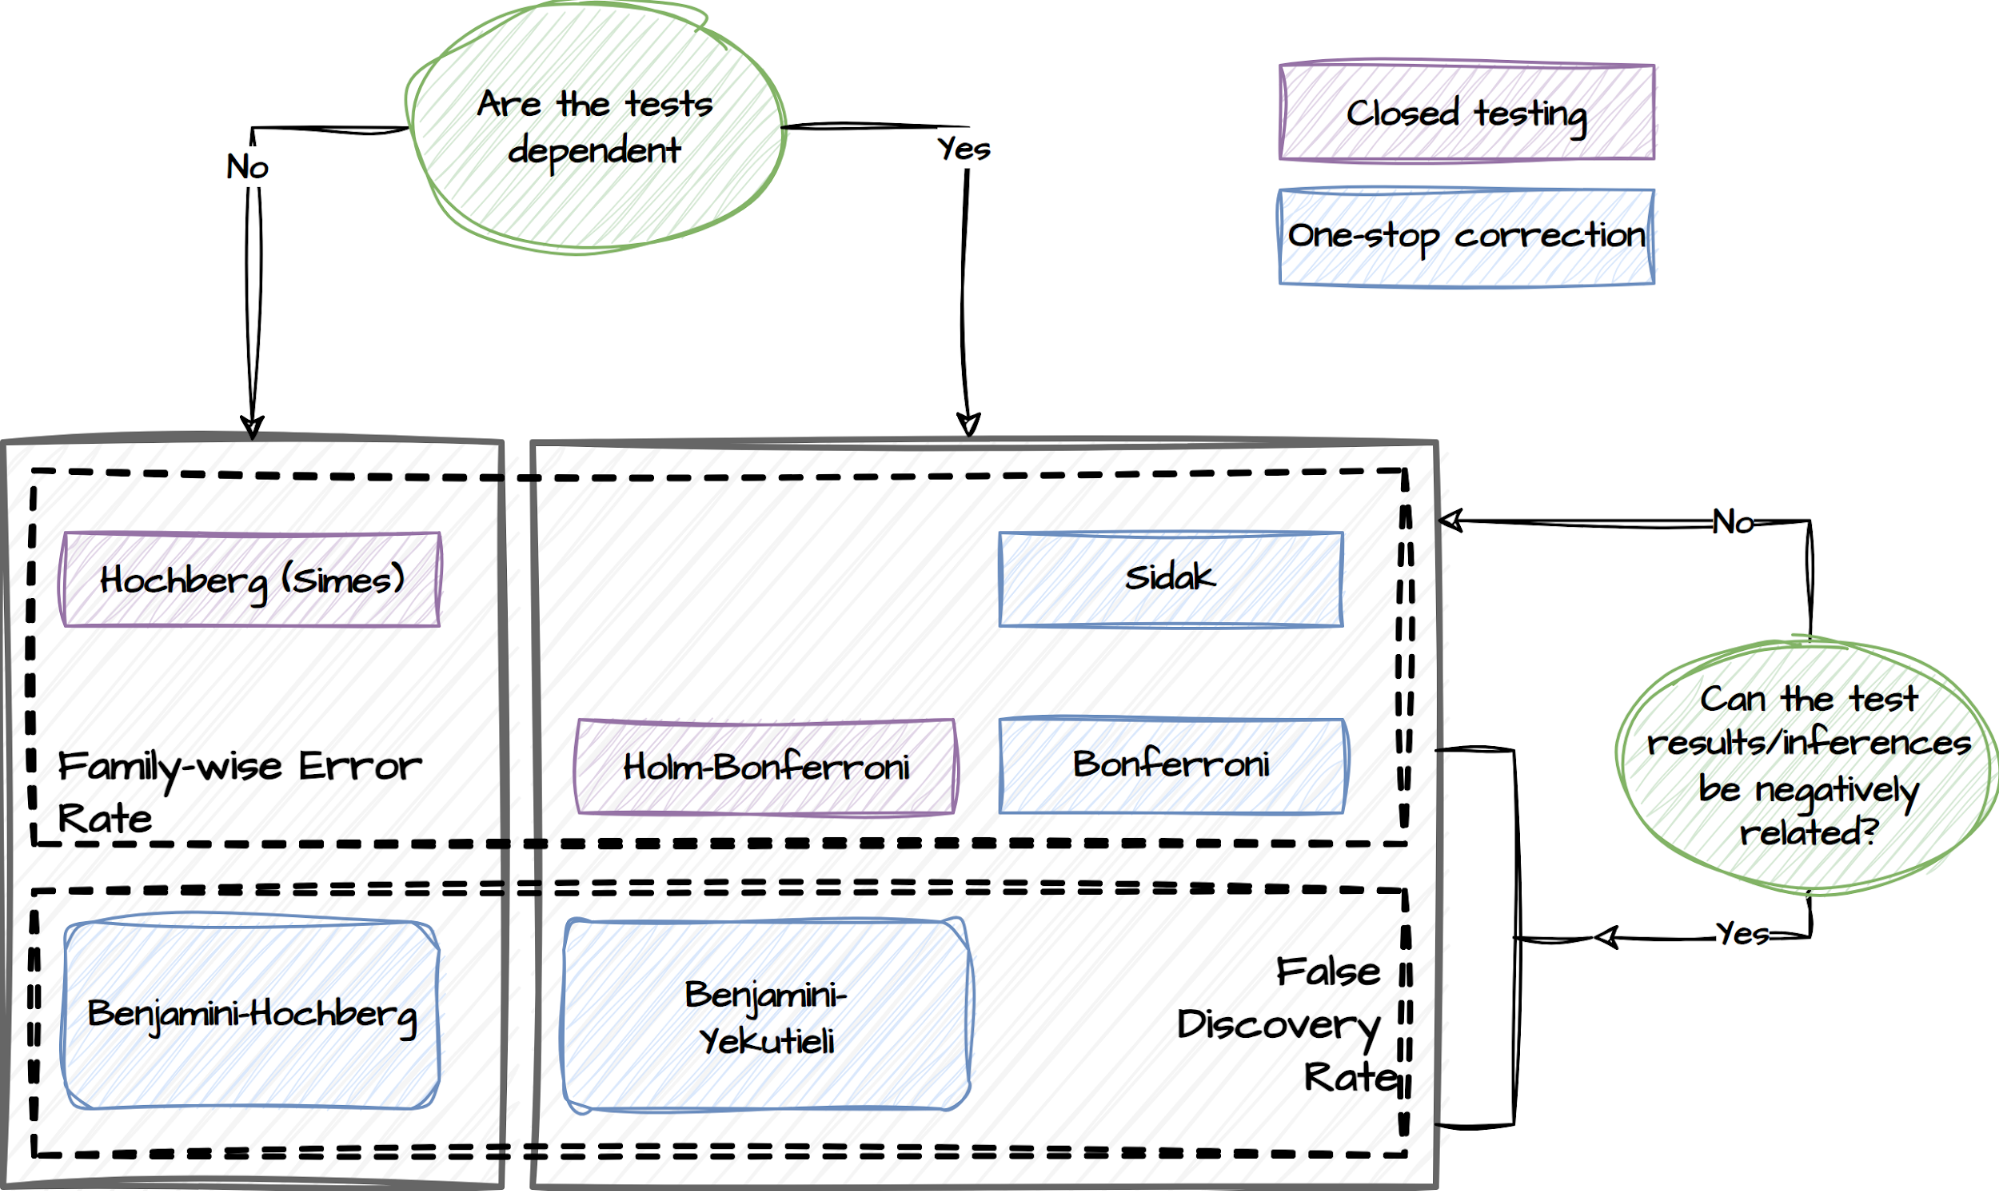 Are the tests
dependent
No
Yes
Closed testing
One-stop correction
Hochberg (Simes)
Sidak
Family-wise Error
Rate
Holm-Bonferroni
Bonferroni
No
Can the test
results/inferences
be negatively
related?
Yes
Benjamini-Hochberg
Benjamini-
Yekutieli
False
Discovery
Rate